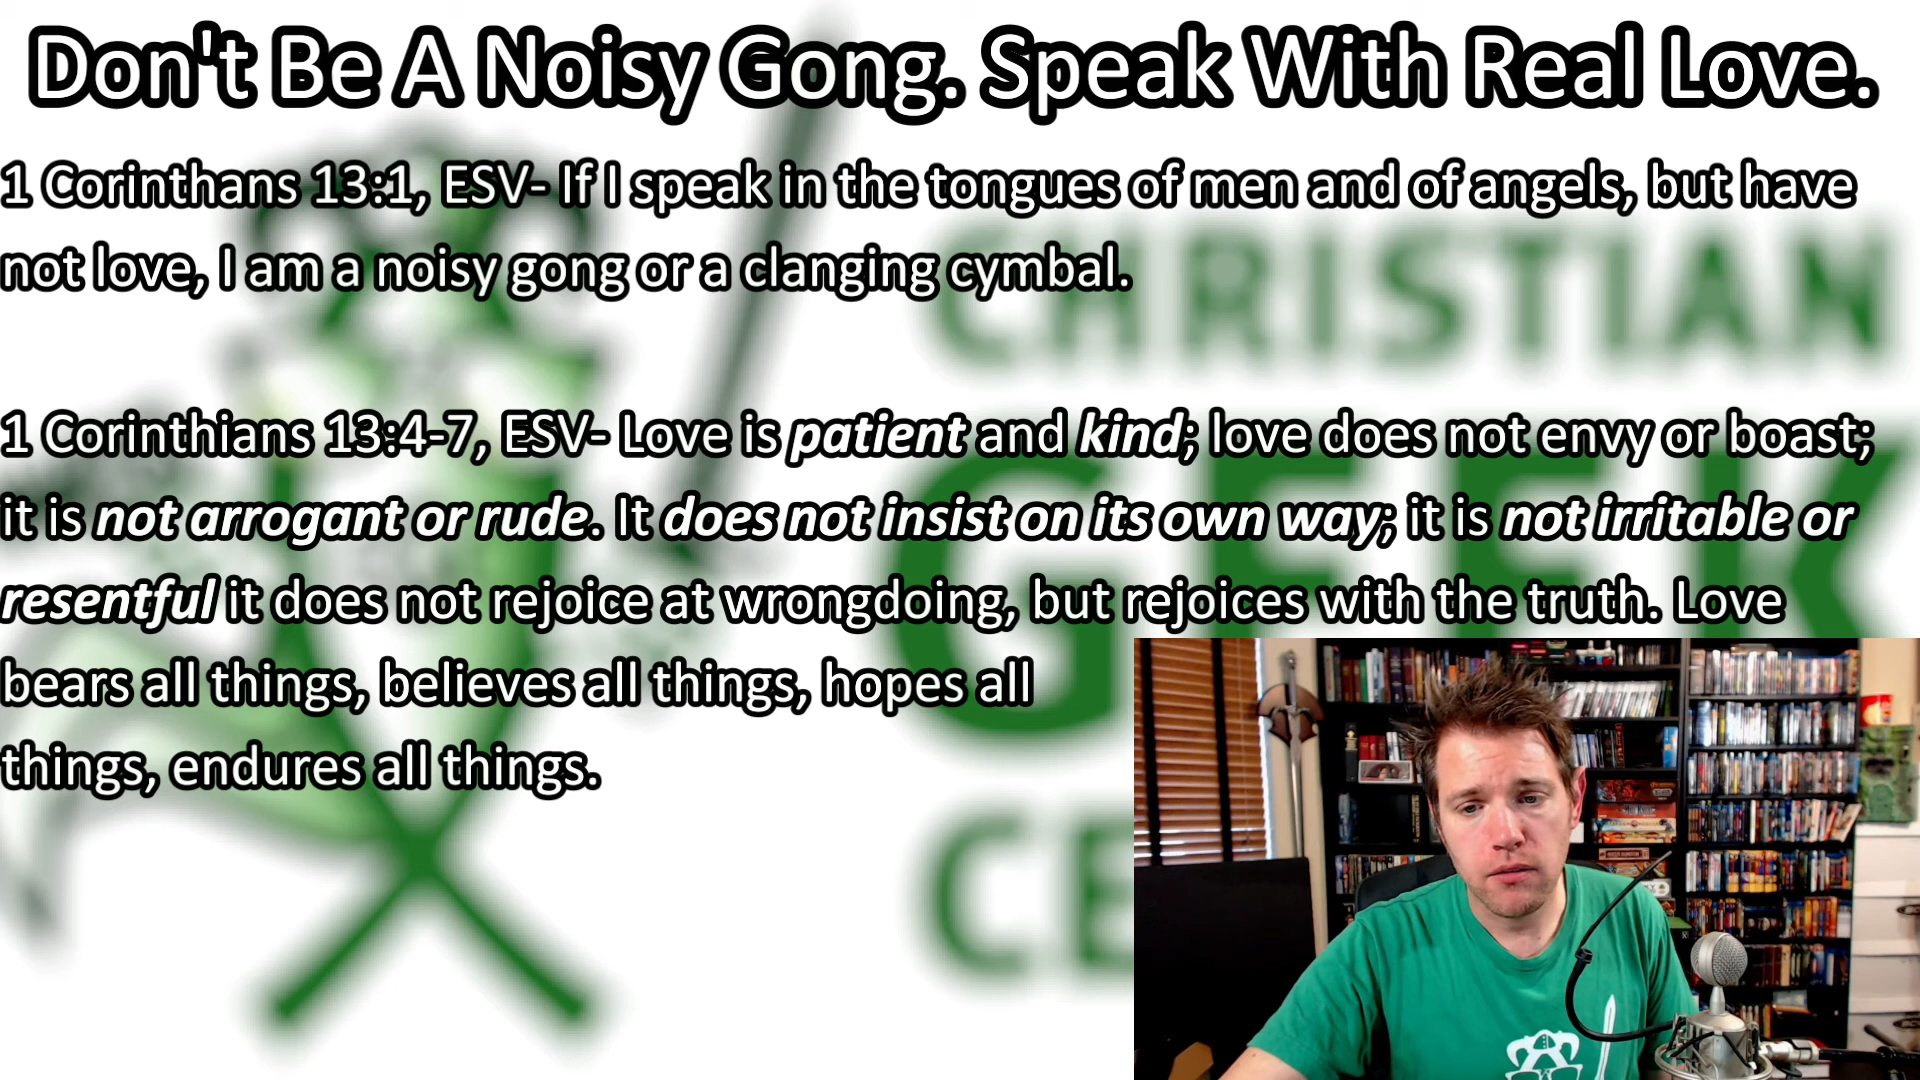 Don't Be A Noisy Gong. Speak With Real Love.
1 Corinthans 13:1, ESV- If I speak in the tongues of men and of angels, but have
not love, I am a noisy gong or a clanging cymbal.
1 Corinthians 13:4-7, ESV- Love is patient and kind; love does not envy or boast;
it is not arrogant or rude. It does not insist on its own way; it is not irritable or
resentful it does not rejoice at wrongdoing, but rejoices with the truth. Love
bears all things, believes all things, hopes all
things, endures all things.
CHRISTIAN
GEEK
CE